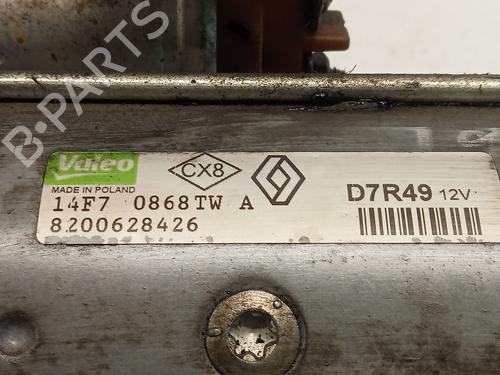 B-PARTS
Valeo
MADE IN POLAND
CX8
D7R49 12V
14F7 0868TW A
8200628426